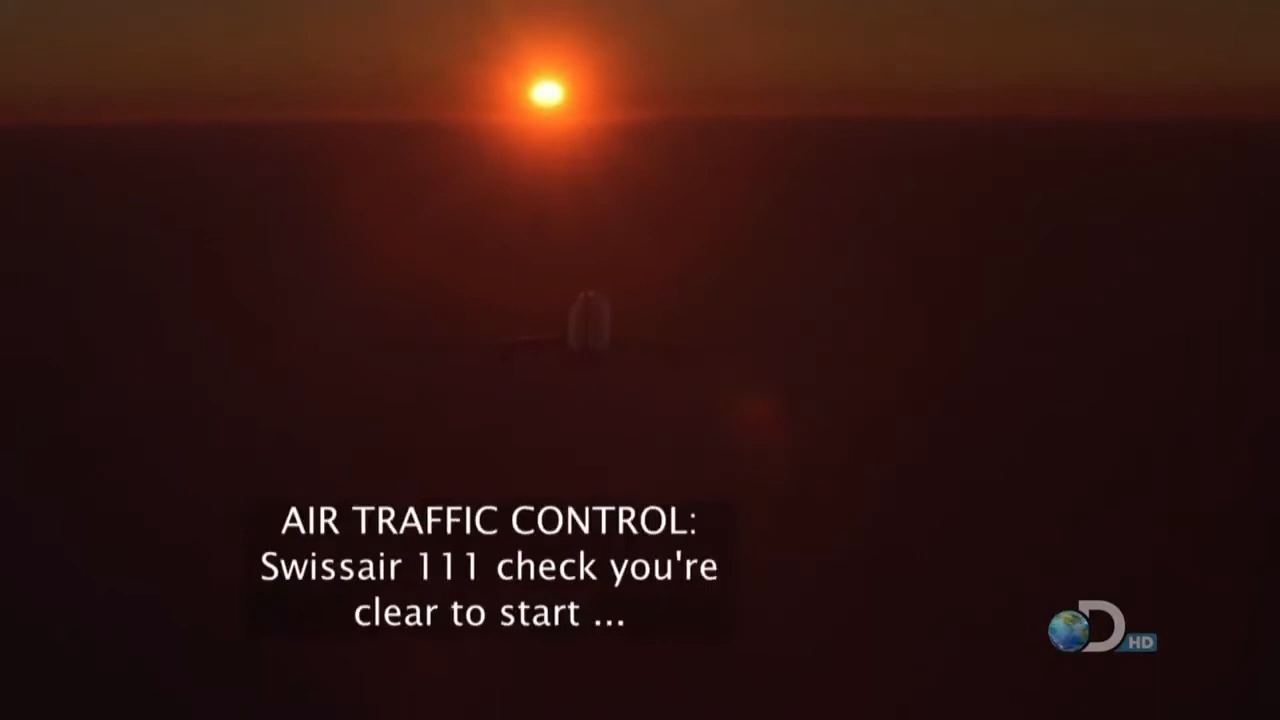 AIR TRAFFIC CONTROL:
Swissair 111 check you're
clear to start ...
D HD